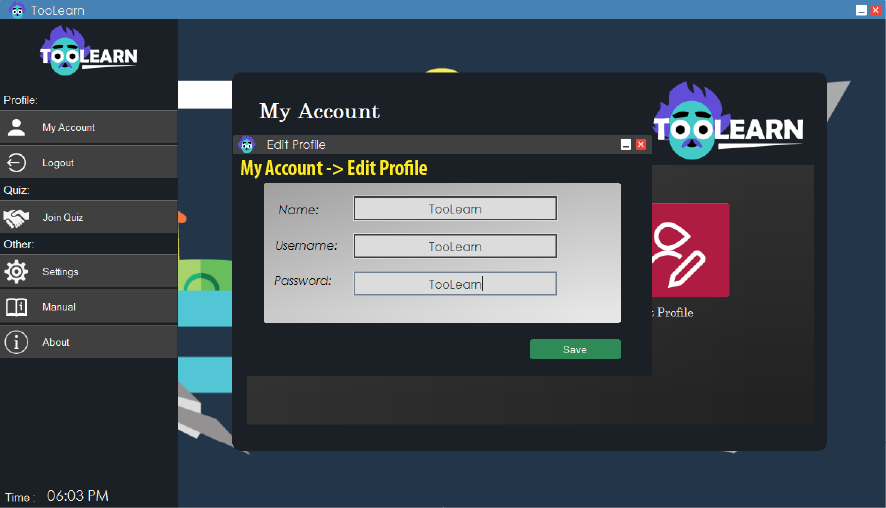 TooLearn
TOOLEARN
Profile:
My Account
Logout
Quiz:
Join Quiz
Other:
Settings
Manual
About
Time : 06:03 PM
My Account
TOOLEARN
Edit Profile
My Account -> Edit Profile
Name: TooLearn
Username: TooLearn
Password: TooLearn
Save
t Profile